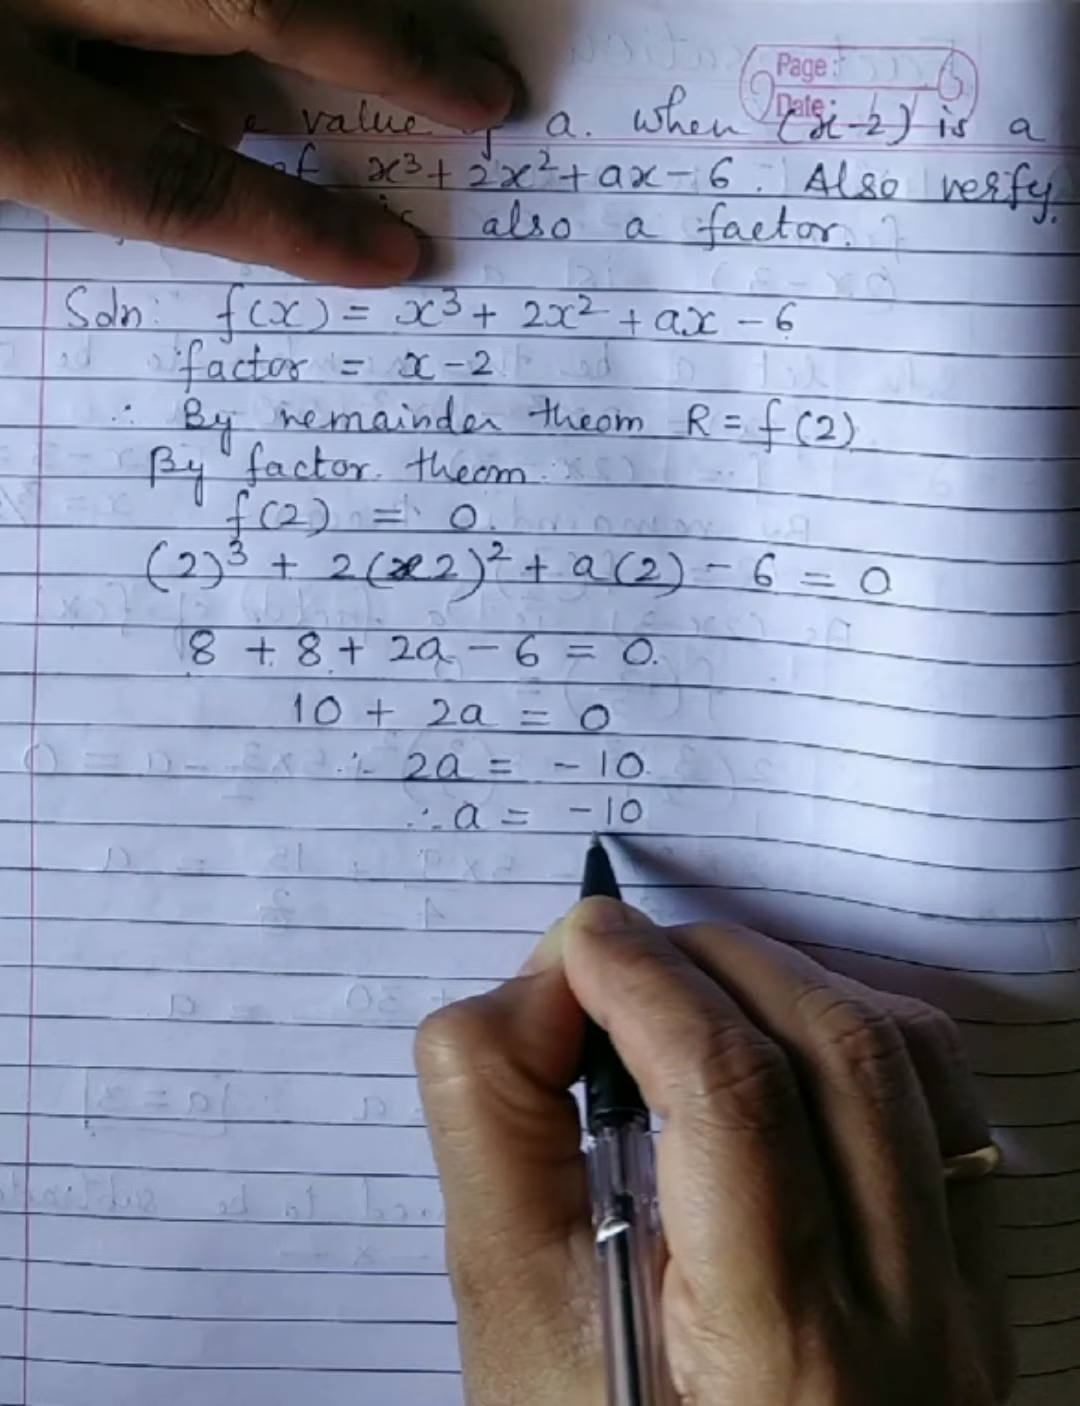 Page:
Date:
value of a. when (x-2) is a
of x³+2x²+ax-6. Also verify.
also a factor.
Soln: f(x) = x³+ 2x² + ax - 6
factor = x-2
∴ By remainder theom R = f(2)
By factor theom.
f(2) = 0.
(2)³ + 2(2)² + a(2) - 6 = 0
8 + 8 + 2a - 6 = 0.
10 + 2a = 0
∴ 2a = -10.
∴ a = -10